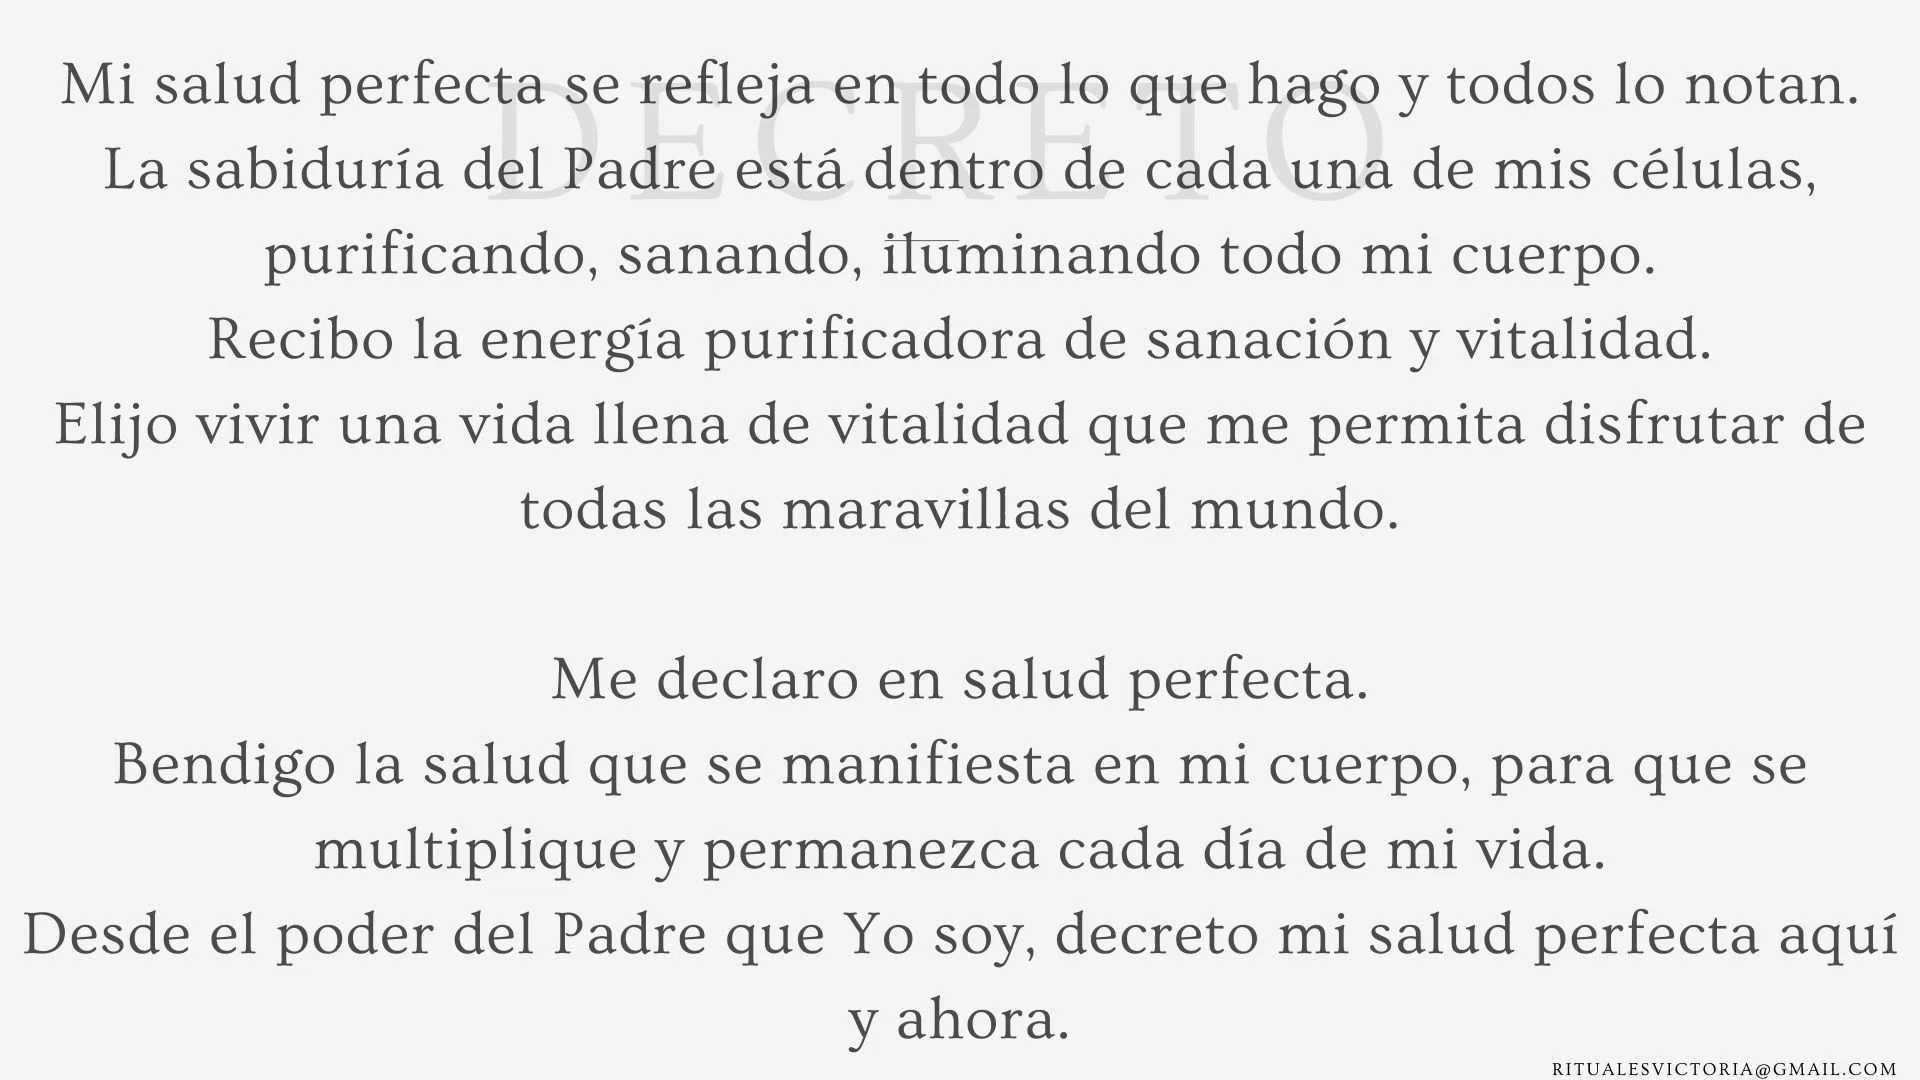 DECRETO
Mi salud perfecta se refleja en todo lo que hago y todos lo notan.
La sabiduría del Padre está dentro de cada una de mis células,
purificando, sanando, iluminando todo mi cuerpo.
Recibo la energía purificadora de sanación y vitalidad.
Elijo vivir una vida llena de vitalidad que me permita disfrutar de
todas las maravillas del mundo.
Me declaro en salud perfecta.
Bendigo la salud que se manifiesta en mi cuerpo, para que se
multiplique y permanezca cada día de mi vida.
Desde el poder del Padre que Yo soy, decreto mi salud perfecta aquí
y ahora.
RITUALESVICTORIA@GMAIL.COM